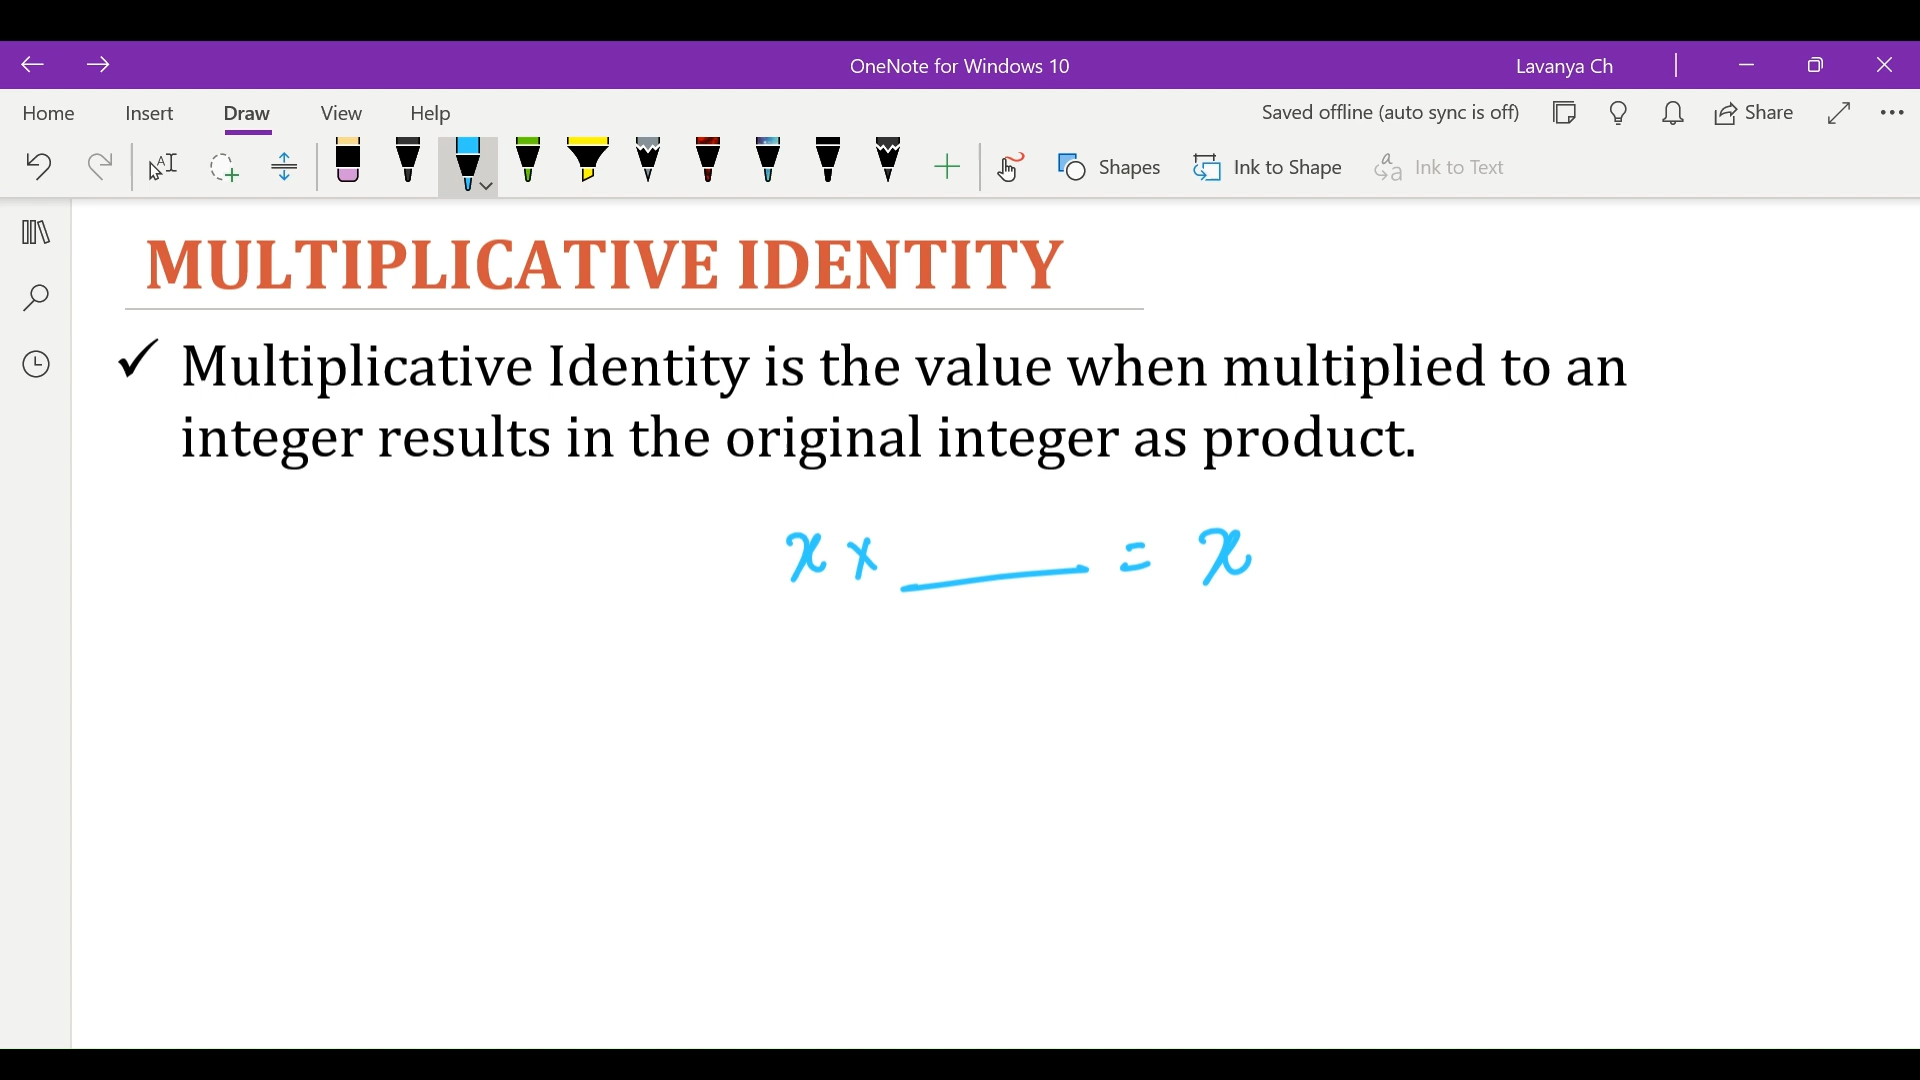 OneNote for Windows 10
Lavanya Ch
Home Insert Draw View Help
Saved offline (auto sync is off)
Share
Shapes
Ink to Shape
Ink to Text
MULTIPLICATIVE IDENTITY
✓ Multiplicative Identity is the value when multiplied to an
integer results in the original integer as product.
x × ____ = x